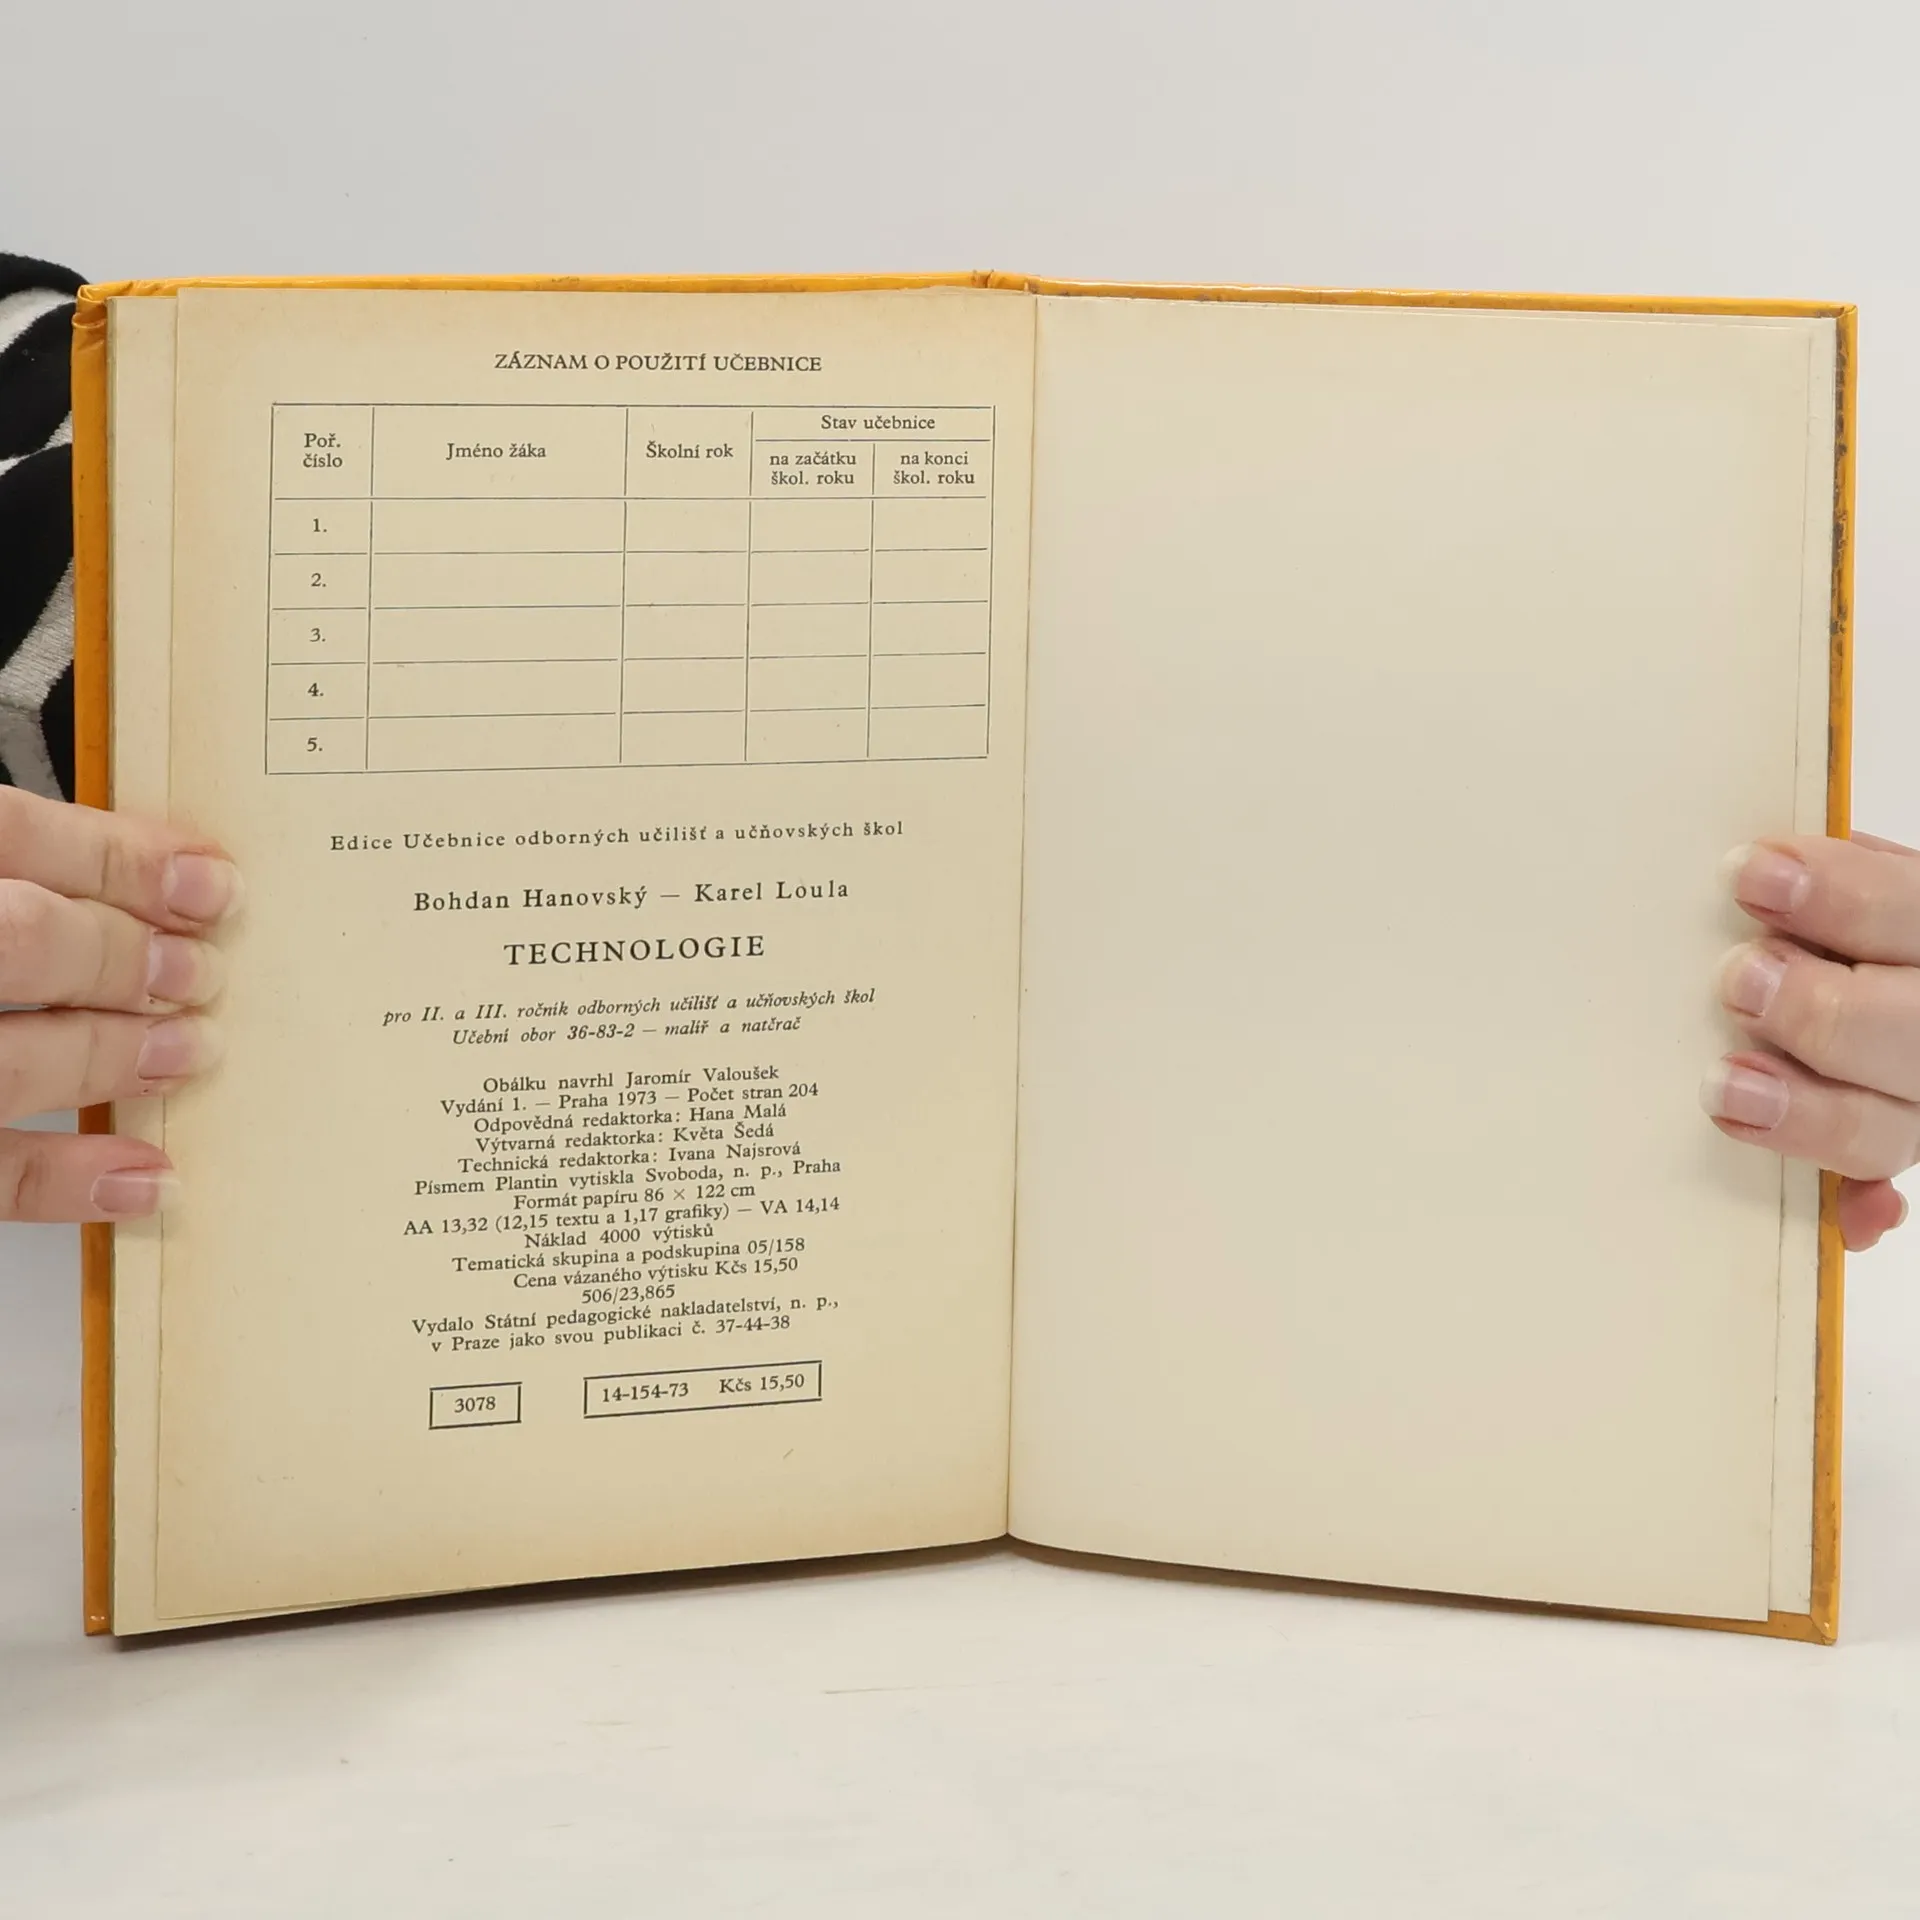 ZÁZNAM O POUŽITÍ UČEBNICE
Poř. číslo
Jméno žáka
Školní rok
Stav učebnice
na začátku škol. roku
na konci škol. roku
1.
2.
3.
4.
5.
Edice Učebnice odborných učilišť a učňovských škol
Bohdan Hanovský — Karel Loula
TECHNOLOGIE
pro II. a III. ročník odborných učilišť a učňovských škol
Učební obor 36-83-2 — malíř a natěrač
Obálku navrhl Jaromír Valoušek
Vydání 1. — Praha 1973 — Počet stran 204
Odpovědná redaktorka: Hana Malá
Výtvarná redaktorka: Květa Šedá
Technická redaktorka: Ivana Najsrová
Písmem Plantin vytiskla Svoboda, n. p., Praha
Formát papíru 86 × 122 cm
AA 13,32 (12,15 textu a 1,17 grafiky) — VA 14,14
Náklad 4000 výtisků
Tematická skupina a podskupina 05/158
Cena vázaného výtisku Kčs 15,50
506/23,865
Vydalo Státní pedagogické nakladatelství, n. p.,
v Praze jako svou publikaci č. 37-44-38
3078
14-154-73 Kčs 15,50